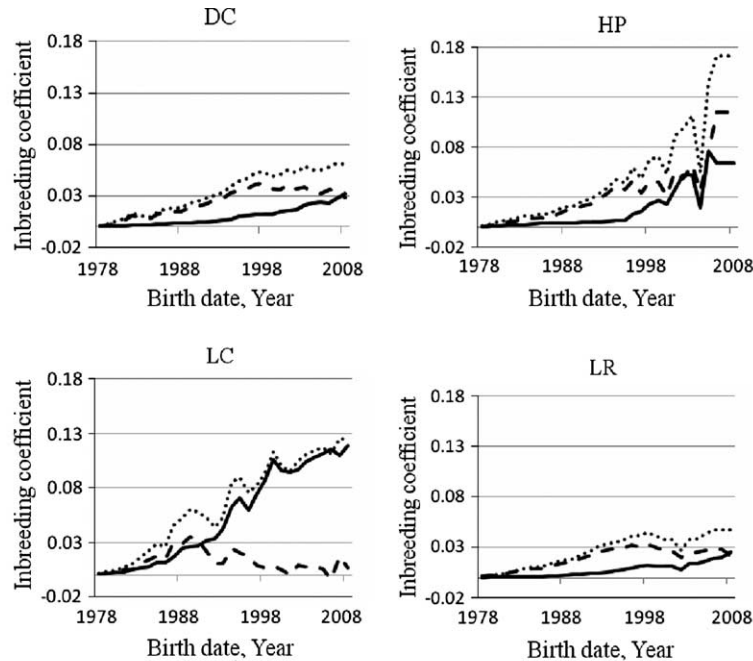 DC
Inbreeding coefficient
0.18
0.13
0.08
0.03
-0.02
1978 1988 1998 2008
Birth date, Year
HP
Inbreeding coefficient
0.18
0.13
0.08
0.03
-0.02
1978 1988 1998 2008
Birth date, Year
LC
Inbreeding coefficient
0.18
0.13
0.08
0.03
-0.02
1978 1988 1998 2008
Birth date, Year
LR
Inbreeding coefficient
0.18
0.13
0.08
0.03
-0.02
1978 1988 1998 2008
Birth date, Year